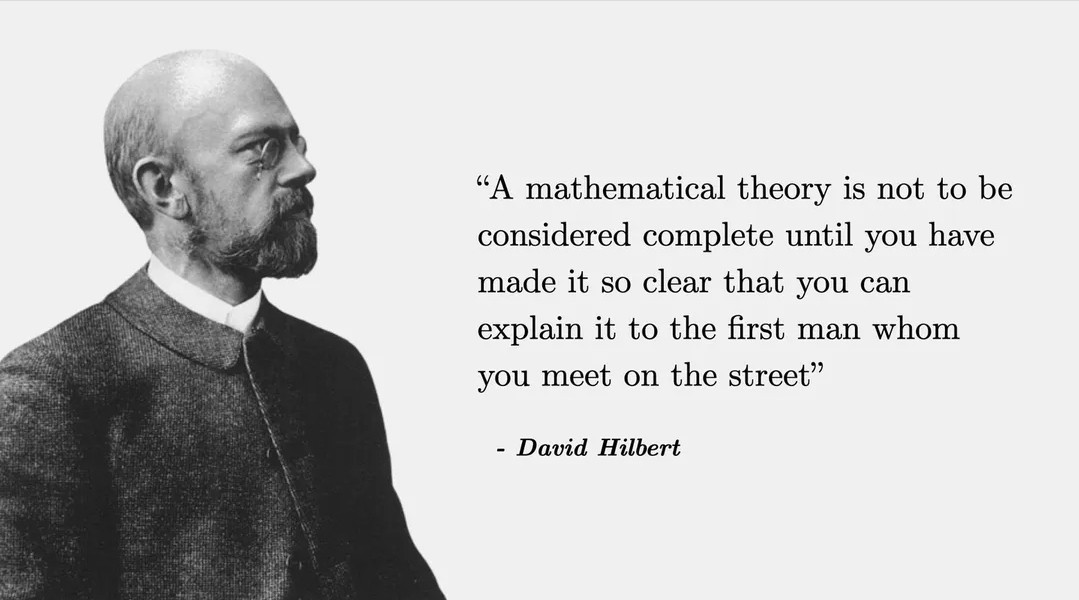 “A mathematical theory is not to be
considered complete until you have
made it so clear that you can
explain it to the first man whom
you meet on the street”
- David Hilbert